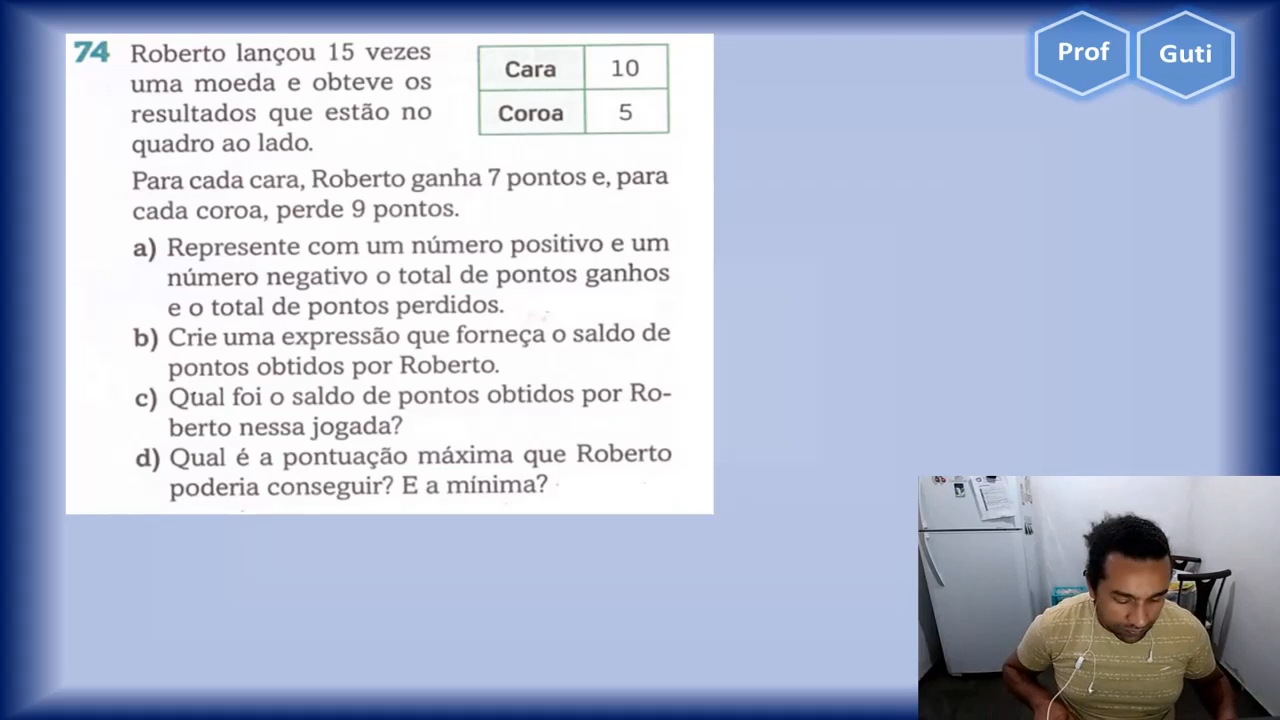 74 Roberto lançou 15 vezes
uma moeda e obteve os
resultados que estão no
quadro ao lado.
Cara 10
Coroa 5
Para cada cara, Roberto ganha 7 pontos e, para
cada coroa, perde 9 pontos.
a) Represente com um número positivo e um
número negativo o total de pontos ganhos
e o total de pontos perdidos.
b) Crie uma expressão que forneça o saldo de
pontos obtidos por Roberto.
c) Qual foi o saldo de pontos obtidos por Ro-
berto nessa jogada?
d) Qual é a pontuação máxima que Roberto
poderia conseguir? E a mínima?
Prof Guti